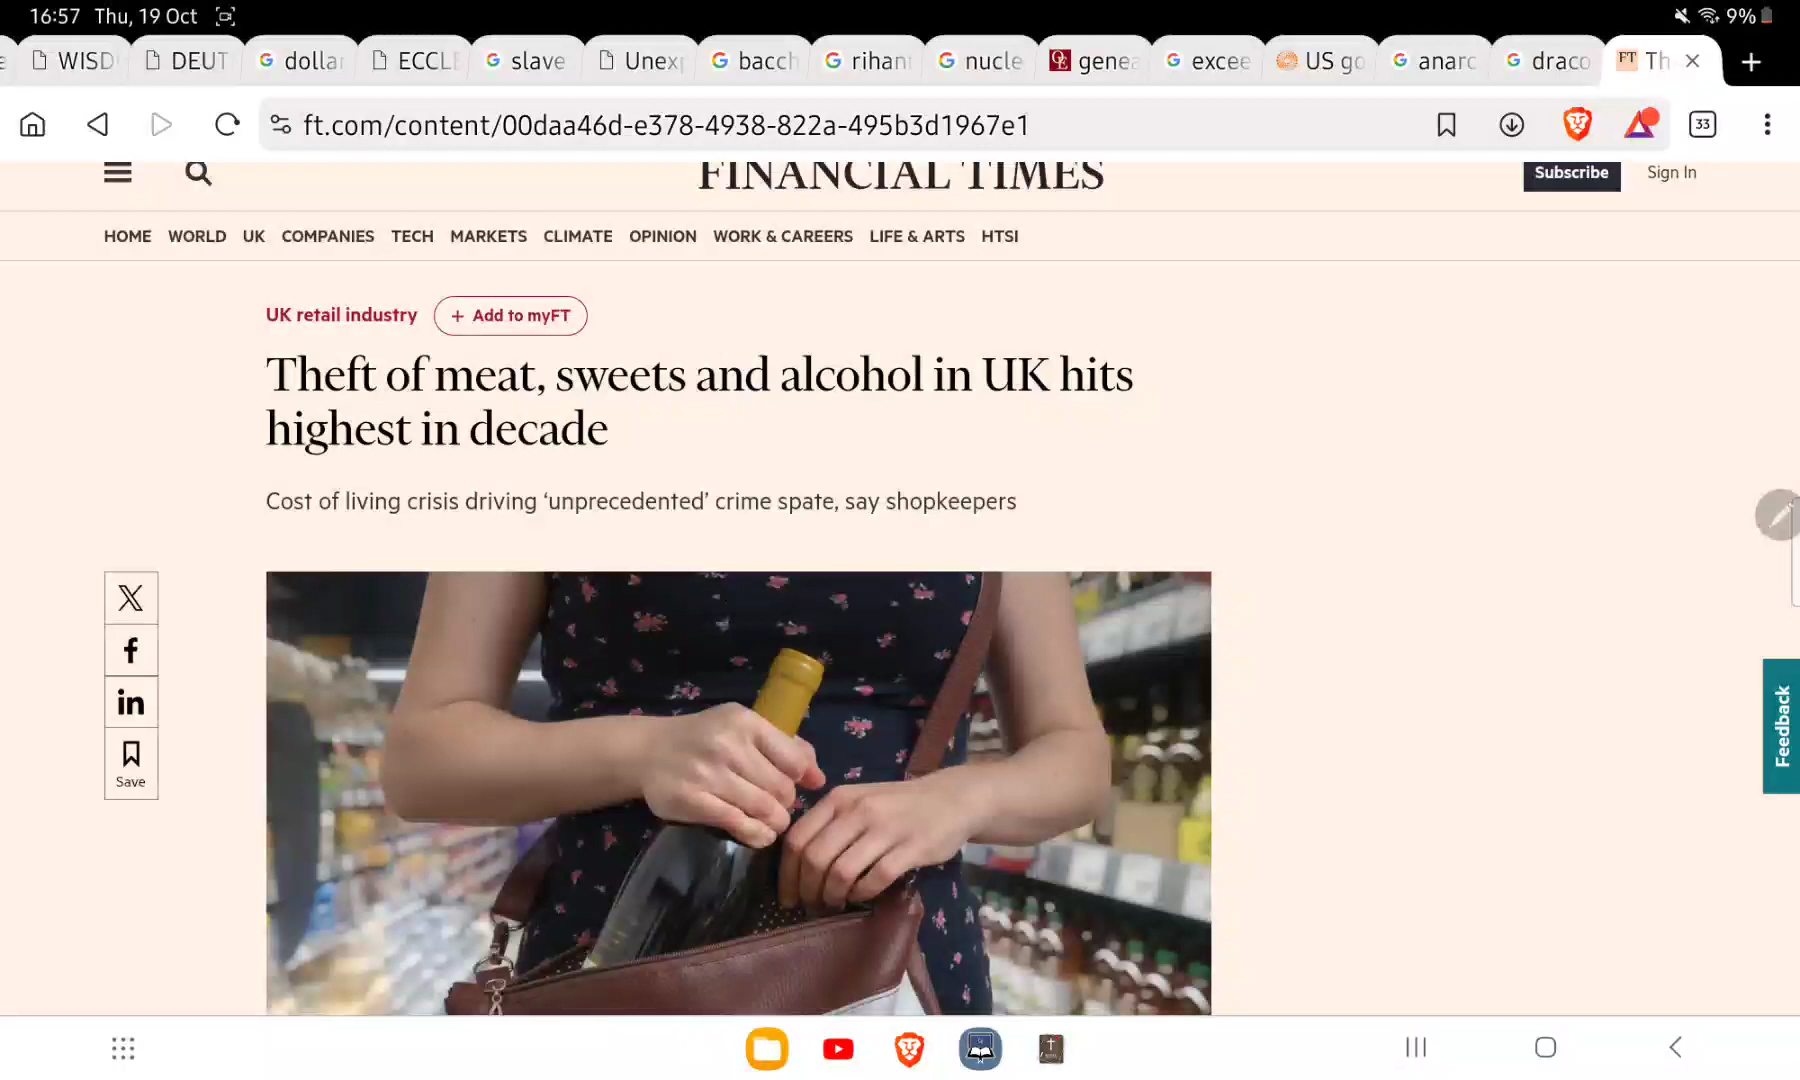 16:57 Thu, 19 Oct 9%
WISD DEUT dollar ECCLE slave Unexp bacch rihan nucle OE genea excee US go anarc draco FT Th
ft.com/content/00daa46d-e378-4938-822a-495b3d1967e1 33
FINANCIAL TIMES Subscribe Sign In
HOME WORLD UK COMPANIES TECH MARKETS CLIMATE OPINION WORK & CAREERS LIFE & ARTS HTSI
UK retail industry + Add to myFT
Theft of meat, sweets and alcohol in UK hits
highest in decade
Cost of living crisis driving ‘unprecedented’ crime spate, say shopkeepers
Save
Feedback